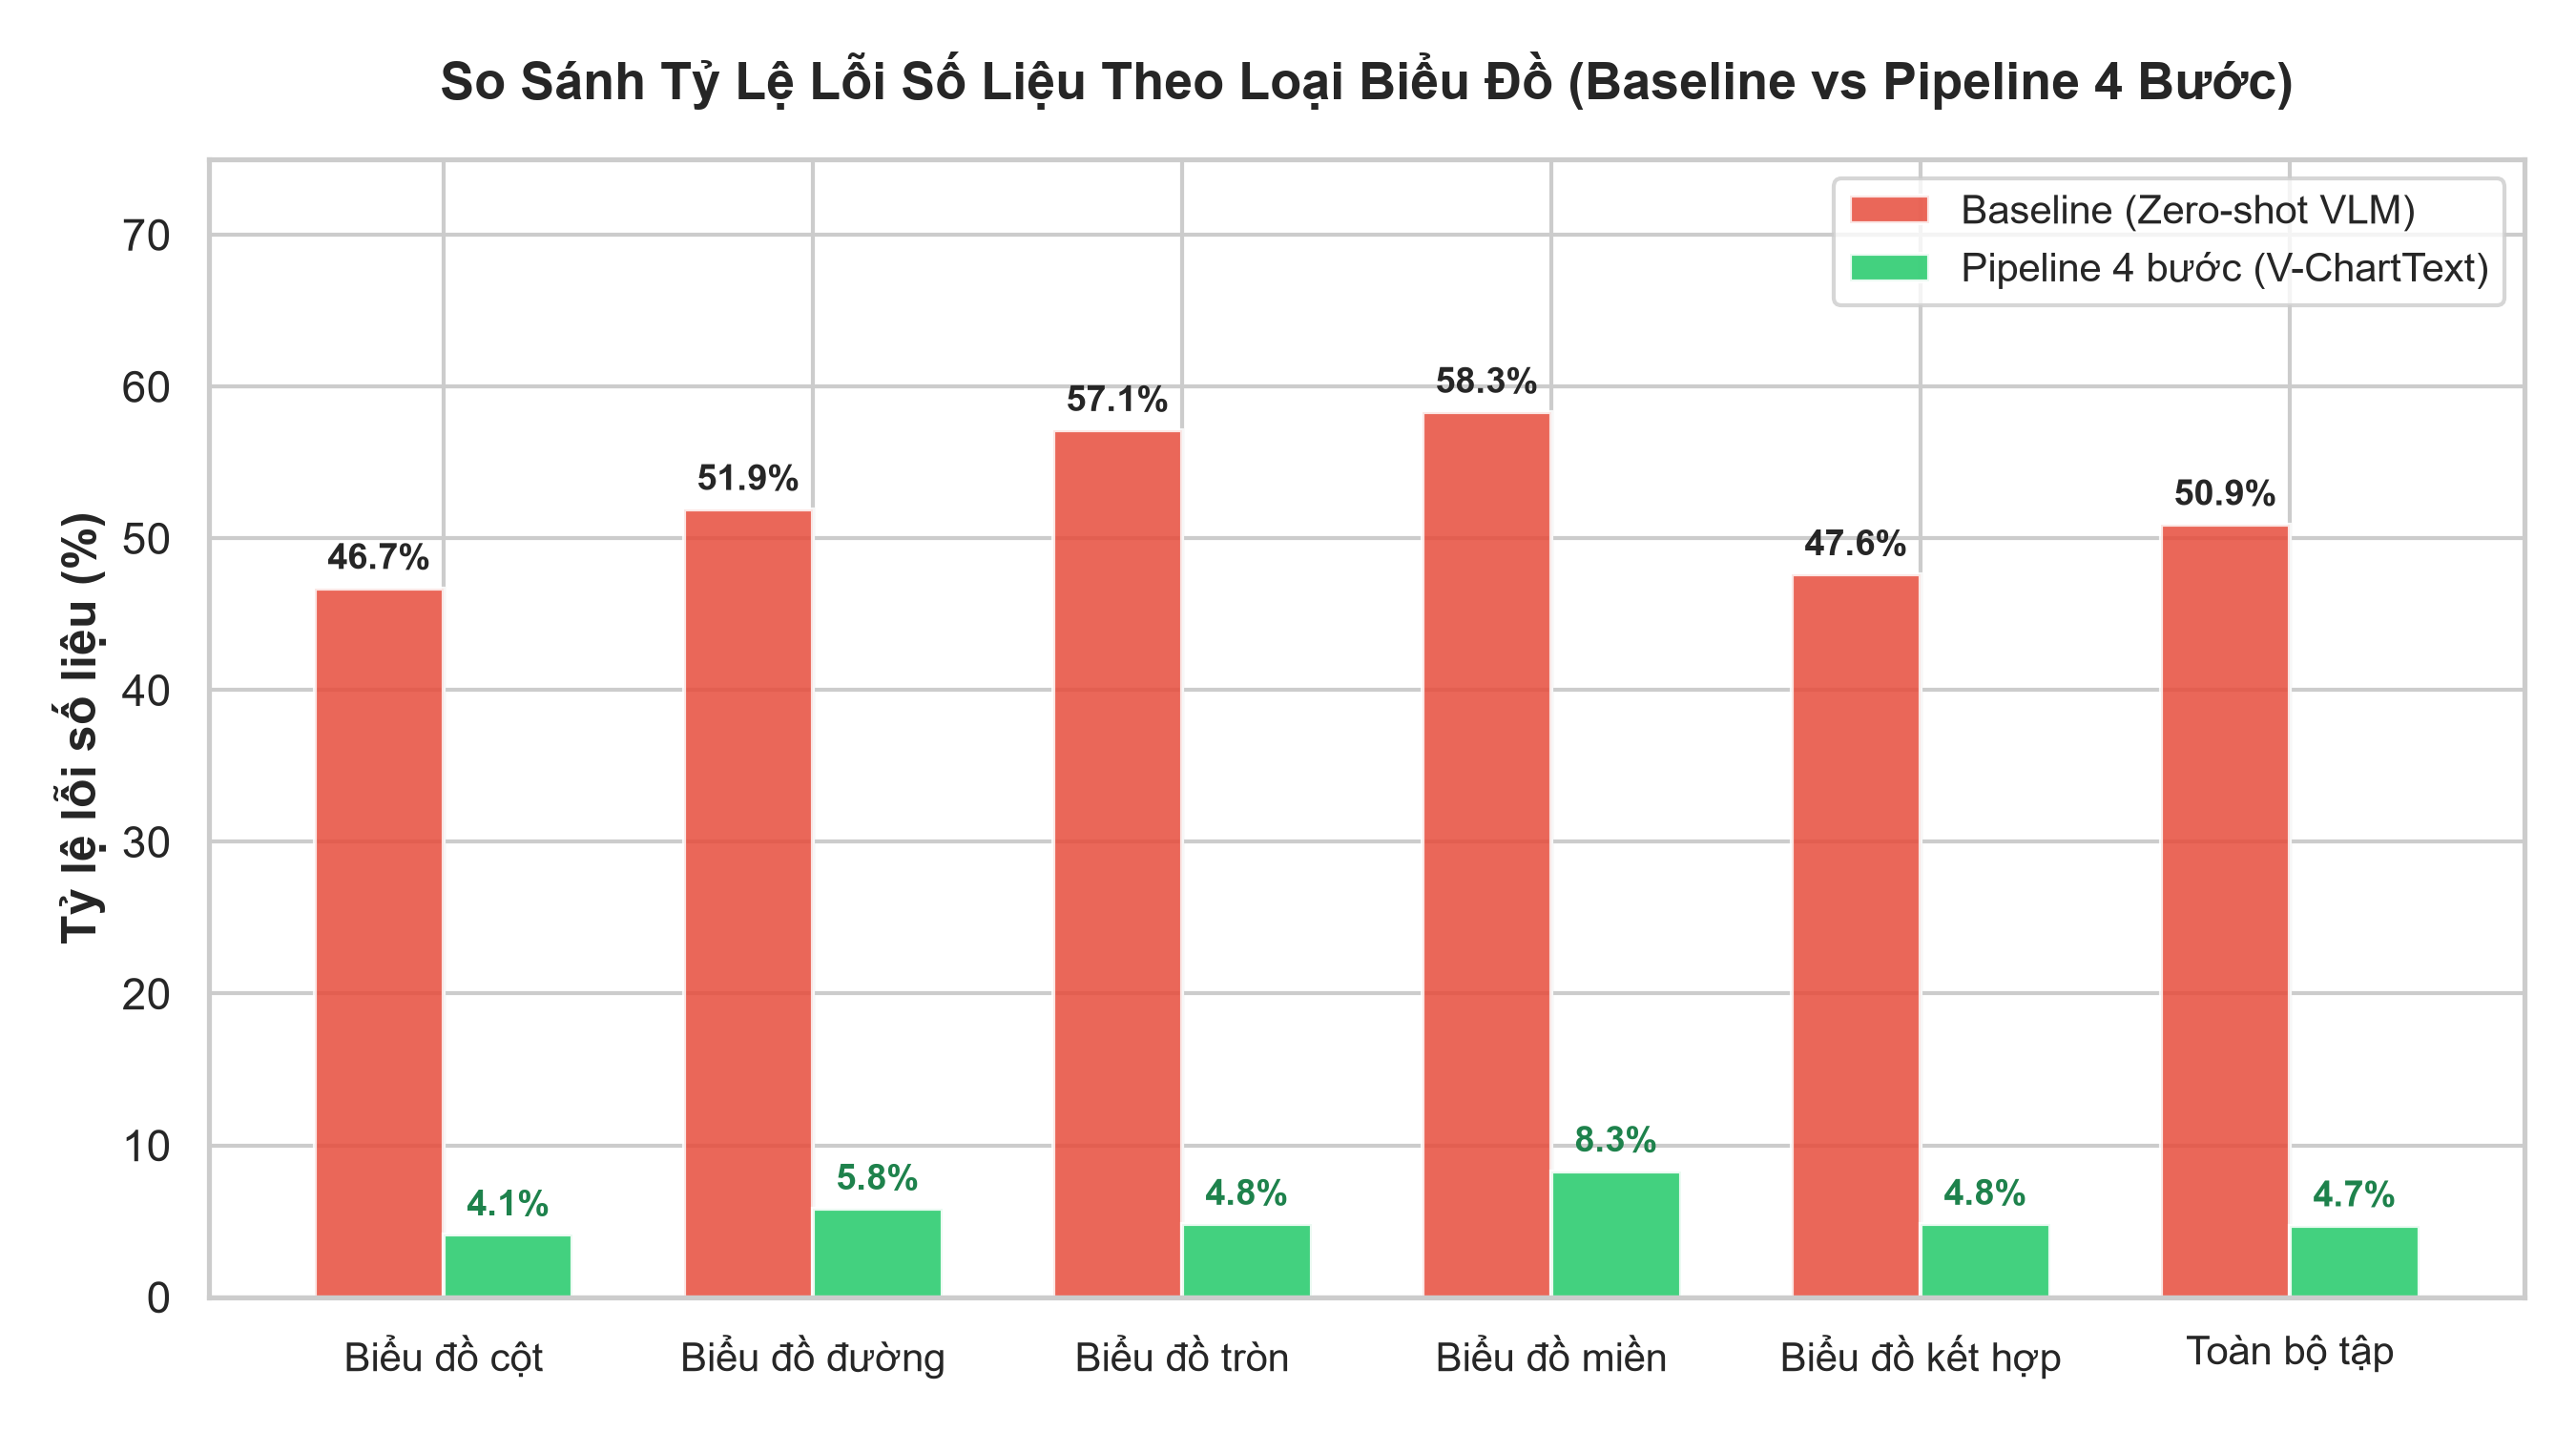 So Sánh Tỷ Lệ Lỗi Số Liệu Theo Loại Biểu Đồ (Baseline vs Pipeline 4 Bước)
Baseline (Zero-shot VLM)
Pipeline 4 bước (V-ChartText)
Tỷ lệ lỗi số liệu (%)
70
60
50
40
30
20
10
0
46.7%
4.1%
51.9%
5.8%
57.1%
4.8%
58.3%
8.3%
47.6%
4.8%
50.9%
4.7%
Biểu đồ cột
Biểu đồ đường
Biểu đồ tròn
Biểu đồ miền
Biểu đồ kết hợp
Toàn bộ tập